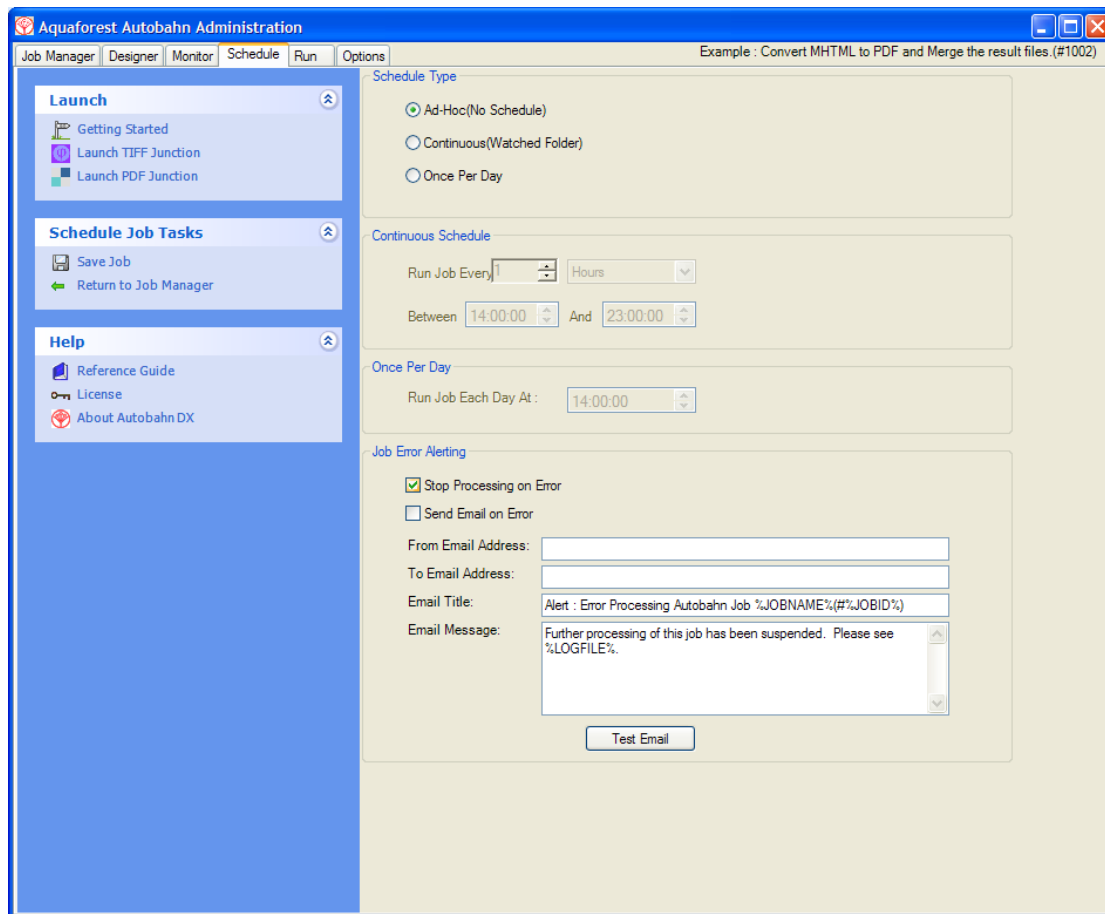 Aquaforest Autobahn Administration
Job Manager Designer Monitor Schedule Run Options
Example : Convert MHTML to PDF and Merge the result files.(#1002)
Launch
Getting Started
Launch TIFF Junction
Launch PDF Junction
Schedule Job Tasks
Save Job
Return to Job Manager
Help
Reference Guide
License
About Autobahn DX
Schedule Type
Ad-Hoc(No Schedule)
Continuous(Watched Folder)
Once Per Day
Continuous Schedule
Run Job Every 1 Hours
Between 14:00:00 And 23:00:00
Once Per Day
Run Job Each Day At : 14:00:00
Job Error Alerting
Stop Processing on Error
Send Email on Error
From Email Address:
To Email Address:
Email Title: Alert : Error Processing Autobahn Job %JOBNAME%(#%JOBID%)
Email Message: Further processing of this job has been suspended. Please see
%LOGFILE%.
Test Email